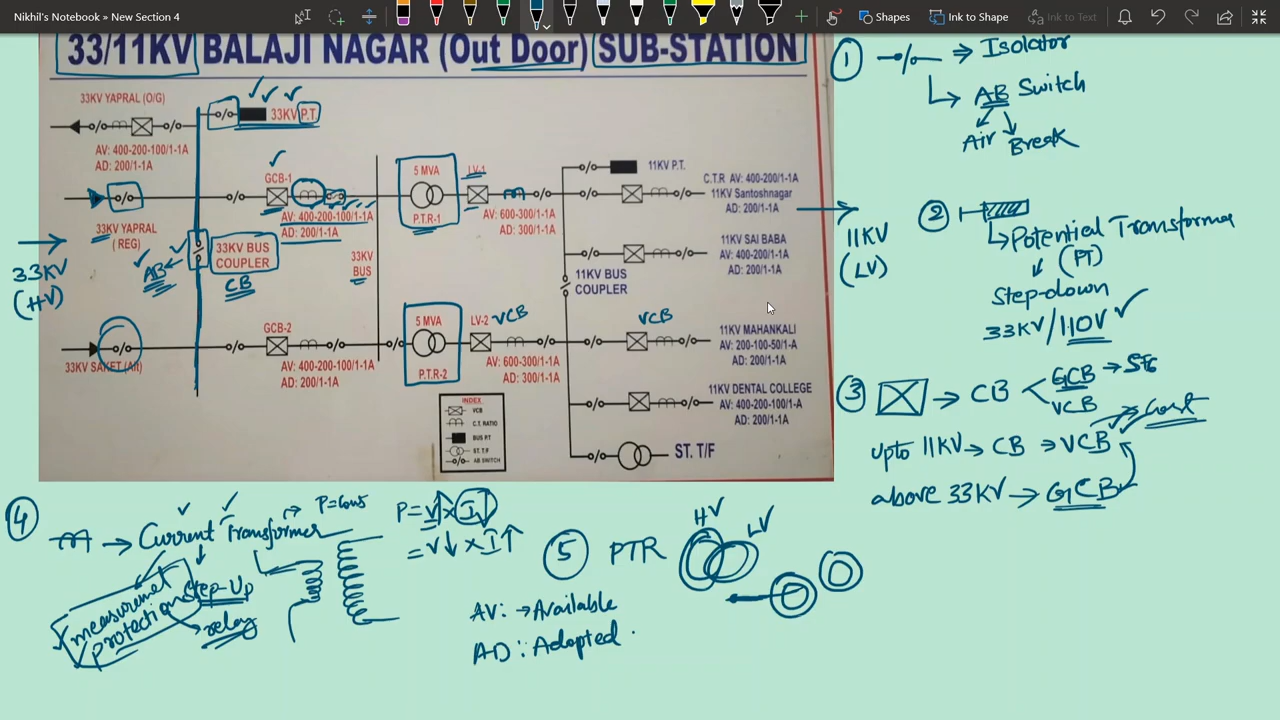 Nikhil's Notebook » New Section 4
Shapes
Ink to Shape
Ink to Text
33/11KV BALAJI NAGAR (Out Door) SUB-STATION
33KV YAPRAL (O/G)
AV: 400-200-100/1-1A
AD: 200/1-1A
33KV P.T.
GCB-1
AV: 400-200-100/1-1A
AD: 200/1-1A
33KV YAPRAL
(REG)
33KV BUS
COUPLER
AB
CB
33KV
BUS
33KV
(HV)
5 MVA
P.T.R-1
LV-1
AV: 600-300/1-1A
AD: 300/1-1A
11KV P.T.
C.T.R AV: 400-200/1-1A
11KV Santoshnagar
AD: 200/1-1A
11KV SAI BABA
AV: 400-200/1-1A
AD: 200/1-1A
11KV BUS
COUPLER
11KV
(LV)
33KV SAKET (Alt)
GCB-2
AV: 400-200-100/1-1A
AD: 200/1-1A
5 MVA
P.T.R-2
LV-2
VCB
AV: 600-300/1-1A
AD: 300/1-1A
VCB
11KV MAHANKALI
AV: 200-100-50/1-A
AD: 200/1-1A
11KV DENTAL COLLEGE
AV: 400-200-100/1-A
AD: 200/1-1A
ST. T/F
INDEX
VCB
C.T. RATIO
BUS P.T
ST. T/F
AB SWITCH
① → Isolator
AB Switch
Air Break
② Potential Transformer
(PT)
Step-down
33KV/110V
③ → CB
GCB → SF6
VCB
upto 11KV → CB → VCB → Cost
above 33KV → GCB
④ → Current Transformer → P=Cons
measuremet
protection
Step-Up
relay
P = V↑ × I↓
= V↓ × I↑
⑤ PTR
HV LV
AV: → Available
AD: Adopted